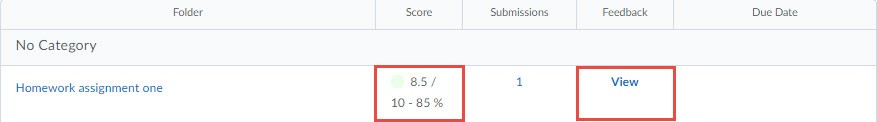 Folder Score Submissions Feedback Due Date
No Category
Homework assignment one 8.5 / 1 View
10 - 85 %